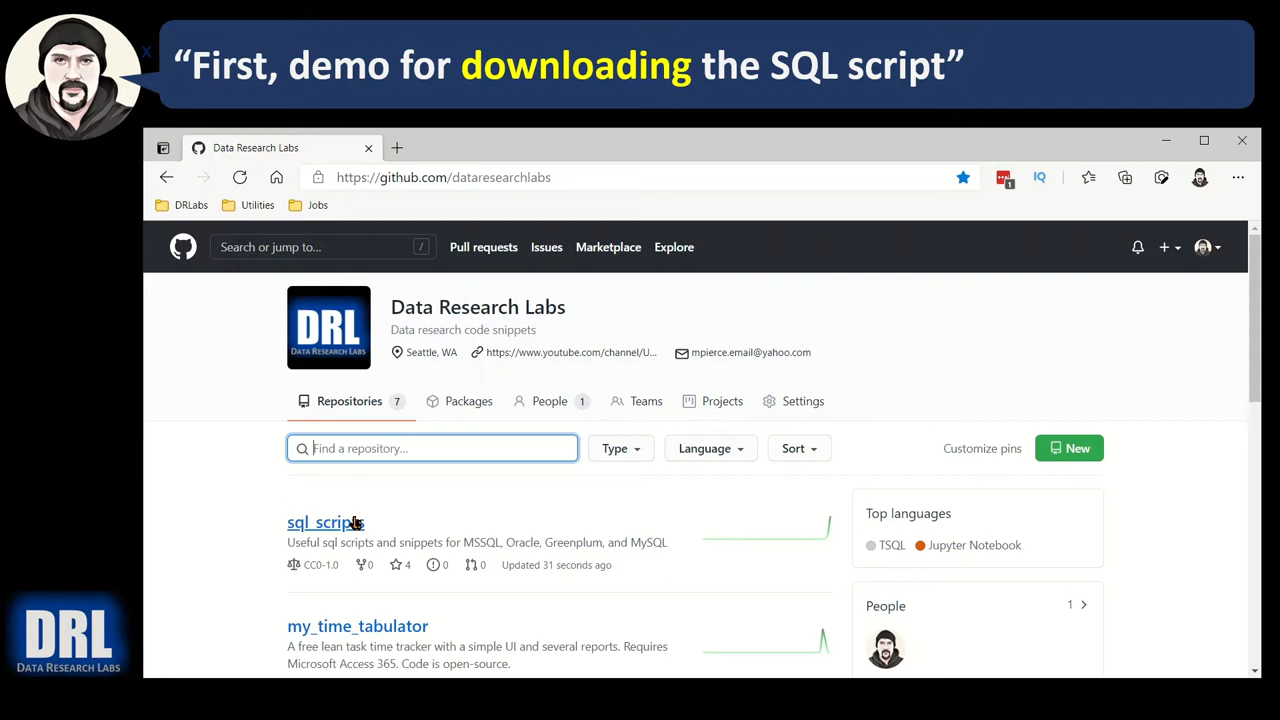 x
“First, demo for downloading the SQL script”
Data Research Labs
https://github.com/dataresearchlabs
1
IQ
DRLabs Utilities Jobs
Search or jump to... /
Pull requests Issues Marketplace Explore
DRL
DATA RESEARCH LABS
Data Research Labs
Data research code snippets
Seattle, WA https://www.youtube.com/channel/U... mpierce.email@yahoo.com
Repositories 7 Packages People 1 Teams Projects Settings
Find a repository... Type Language Sort Customize pins New
sql_scripts
Useful sql scripts and snippets for MSSQL, Oracle, Greenplum, and MySQL
CC0-1.0 0 4 0 0 Updated 31 seconds ago
Top languages
TSQL Jupyter Notebook
my_time_tabulator
A free lean task time tracker with a simple UI and several reports. Requires
Microsoft Access 365. Code is open-source.
People 1
DRL
DATA RESEARCH LABS